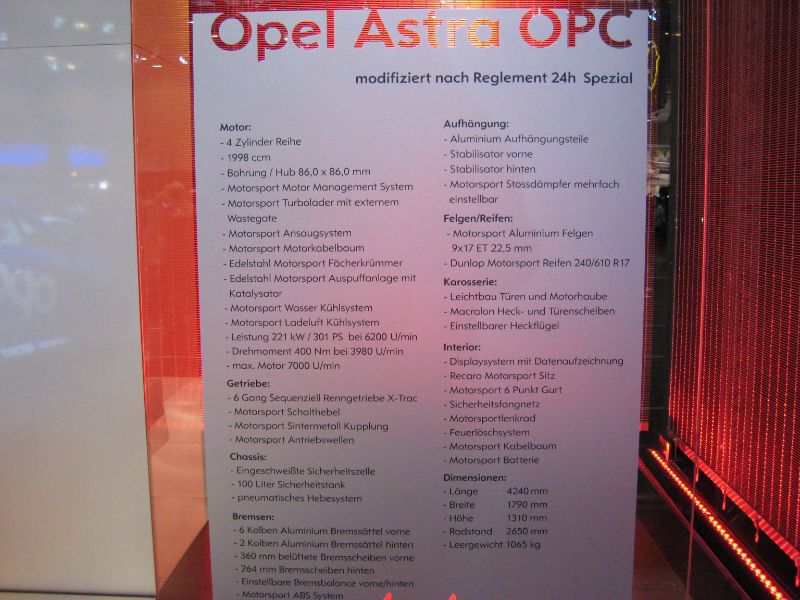 Opel Astra OPC
modifiziert nach Reglement 24h Spezial
Motor:
- 4 Zylinder Reihe
- 1998 ccm
- Bohrung / Hub 86,0 x 86,0 mm
- Motorsport Motor Management System
- Motorsport Turbolader mit externem
Wastegate
- Motorsport Ansaugsystem
- Motorsport Motorkabelbaum
- Edelstahl Motorsport Fächerkrümmer
- Edelstahl Motorsport Auspuffanlage mit
Katalysator
- Motorsport Wasser Kühlsystem
- Motorsport Ladeluft Kühlsystem
- Leistung 221 kW / 301 PS bei 6200 U/min
- Drehmoment 400 Nm bei 3980 U/min
- max. Motor 7000 U/min
Getriebe:
- 6 Gang Sequenziell Renngetriebe X-Trac
- Motorsport Schalthebel
- Motorsport Sintermetall Kupplung
- Motorsport Antriebswellen
Chassis:
- Eingeschweißte Sicherheitszelle
- 100 Liter Sicherheitstank
- pneumatisches Hebesystem
Bremsen:
- 6 Kolben Aluminium Bremssättel vorne
- 2 Kolben Aluminium Bremssättel hinten
- 360 mm belüftete Bremsscheiben vorne
- 264 mm Bremsscheiben hinten
- Einstellbare Bremsbalance vorne/hinten
- Motorsport ABS System
Aufhängung:
- Aluminium Aufhängungsteile
- Stabilisator vorne
- Stabilisator hinten
- Motorsport Stossdämpfer mehrfach
einstellbar
Felgen/Reifen:
- Motorsport Aluminium Felgen
9x17 ET 22,5 mm
- Dunlop Motorsport Reifen 240/610 R17
Karosserie:
- Leichtbau Türen und Motorhaube
- Macralon Heck- und Türenscheiben
- Einstellbarer Heckflügel
Interior:
- Displaysystem mit Datenaufzeichnung
- Recaro Motorsport Sitz
- Motorsport 6 Punkt Gurt
- Sicherheitsfangnetz
- Motorsportlenkrad
- Feuerlöschsystem
- Motorsport Kabelbaum
- Motorsport Batterie
Dimensionen:
- Länge 4240 mm
- Breite 1790 mm
- Höhe 1310 mm
- Radstand 2650 mm
- Leergewicht 1065 kg